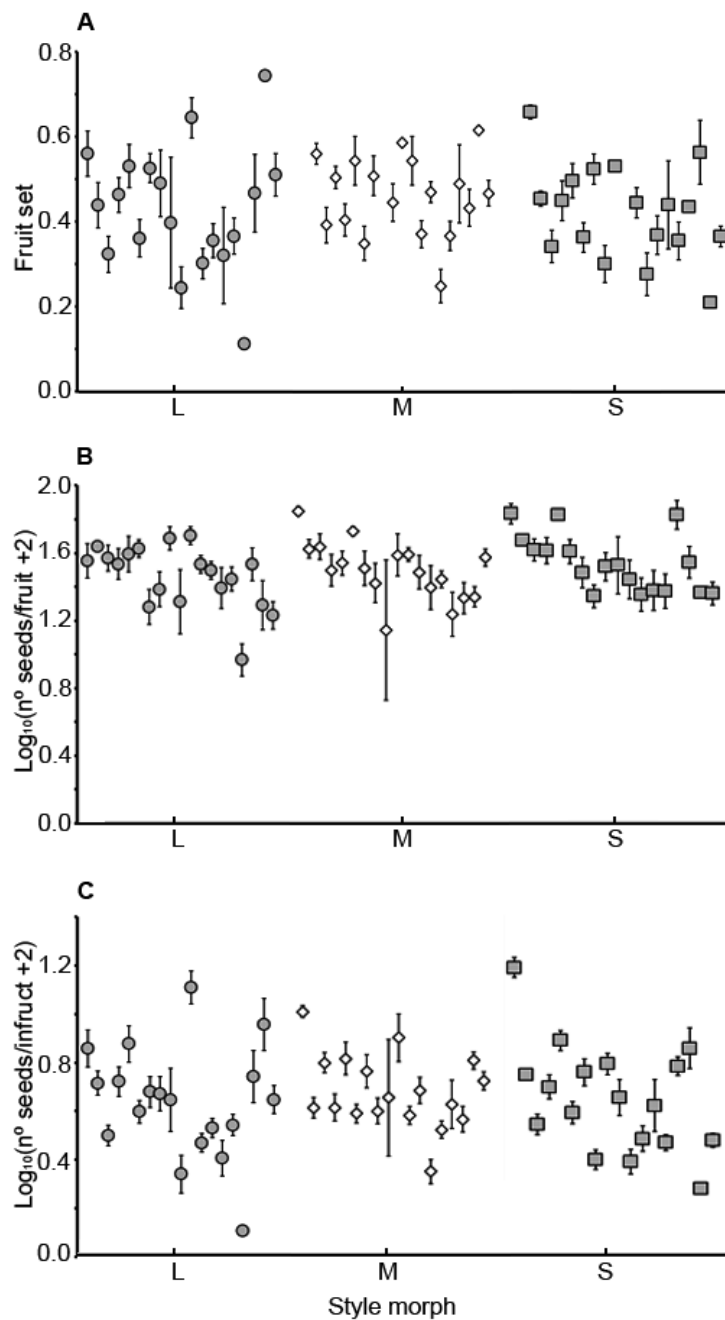 A
Fruit set
0.8
0.6
0.4
0.2
0.0
L M S
B
Log₁₀(nº seeds/fruit +2)
2.0
1.6
1.2
0.8
0.4
0.0
L M S
C
Log₁₀(nº seeds/infruct +2)
1.2
0.8
0.4
0.0
L M S
Style morph